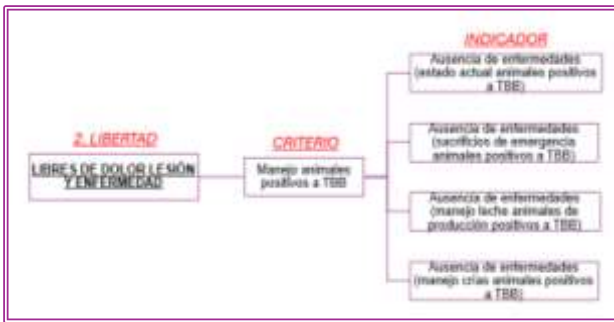 INDICADOR
Ausencia de enfermedades
(estado actual animales positivos
a TBB)
2. LIBERTAD
CRITERIO
Ausencia de enfermedades
(sacrificios de emergencia
animales positivos a TBB)
LIBRES DE DOLOR LESIÓN
Y ENFERMEDAD
Manejo animales
positivos a TBB
Ausencia de enfermedades
(manejo leche animales de
producción positivos a TBB)
Ausencia de enfermedades
(manejo crías animales positivos
a TBB)